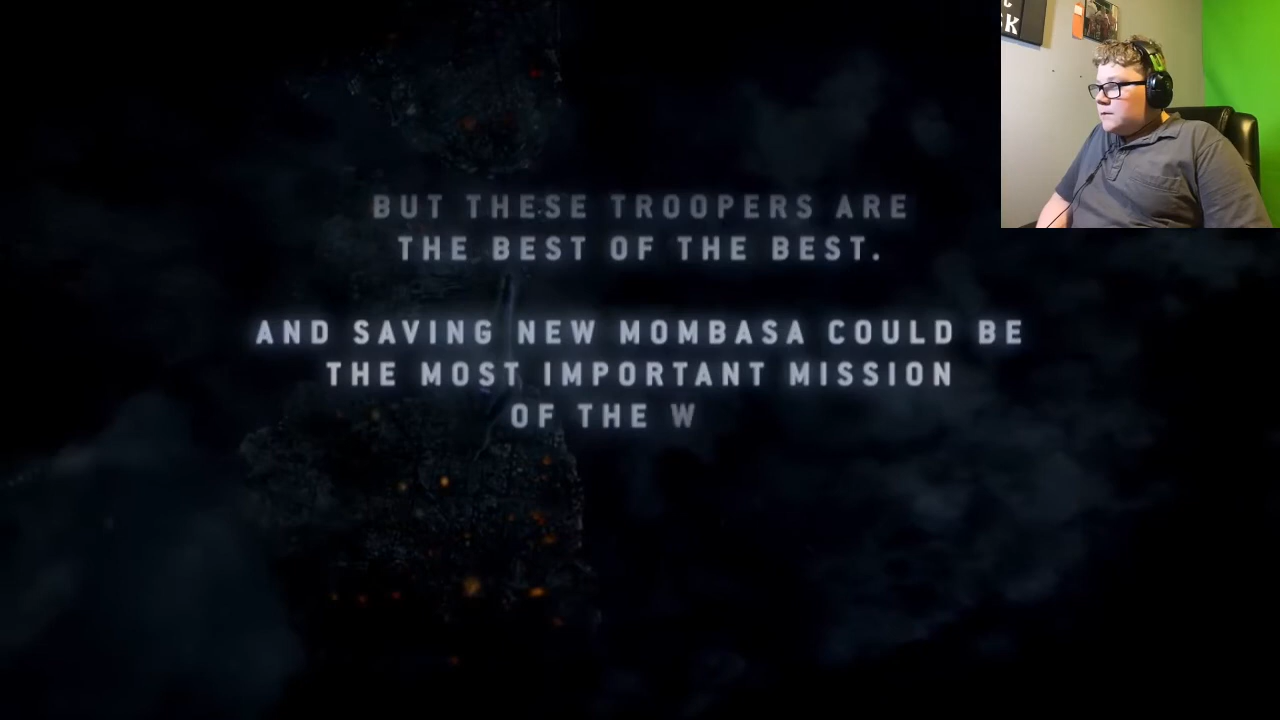 BUT THESE TROOPERS ARE
THE BEST OF THE BEST.
AND SAVING NEW MOMBASA COULD BE
THE MOST IMPORTANT MISSION
OF THE W